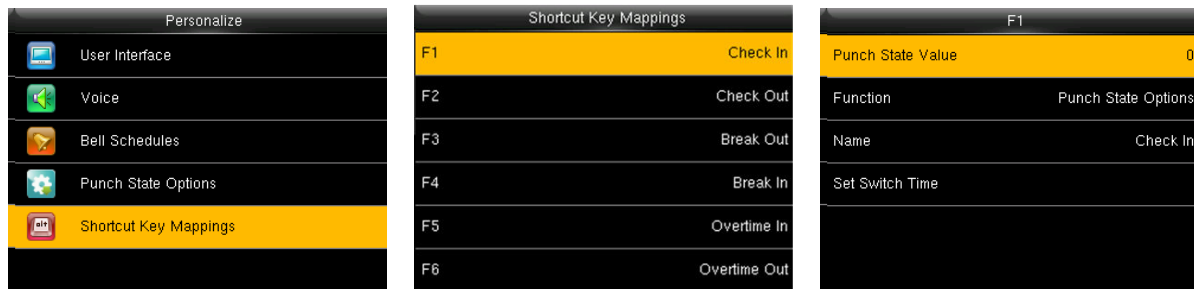 Personalize
User Interface
Voice
Bell Schedules
Punch State Options
alt
Shortcut Key Mappings
Shortcut Key Mappings
F1 Check In
F2 Check Out
F3 Break Out
F4 Break In
F5 Overtime In
F6 Overtime Out
F1
Punch State Value 0
Function Punch State Options
Name Check In
Set Switch Time